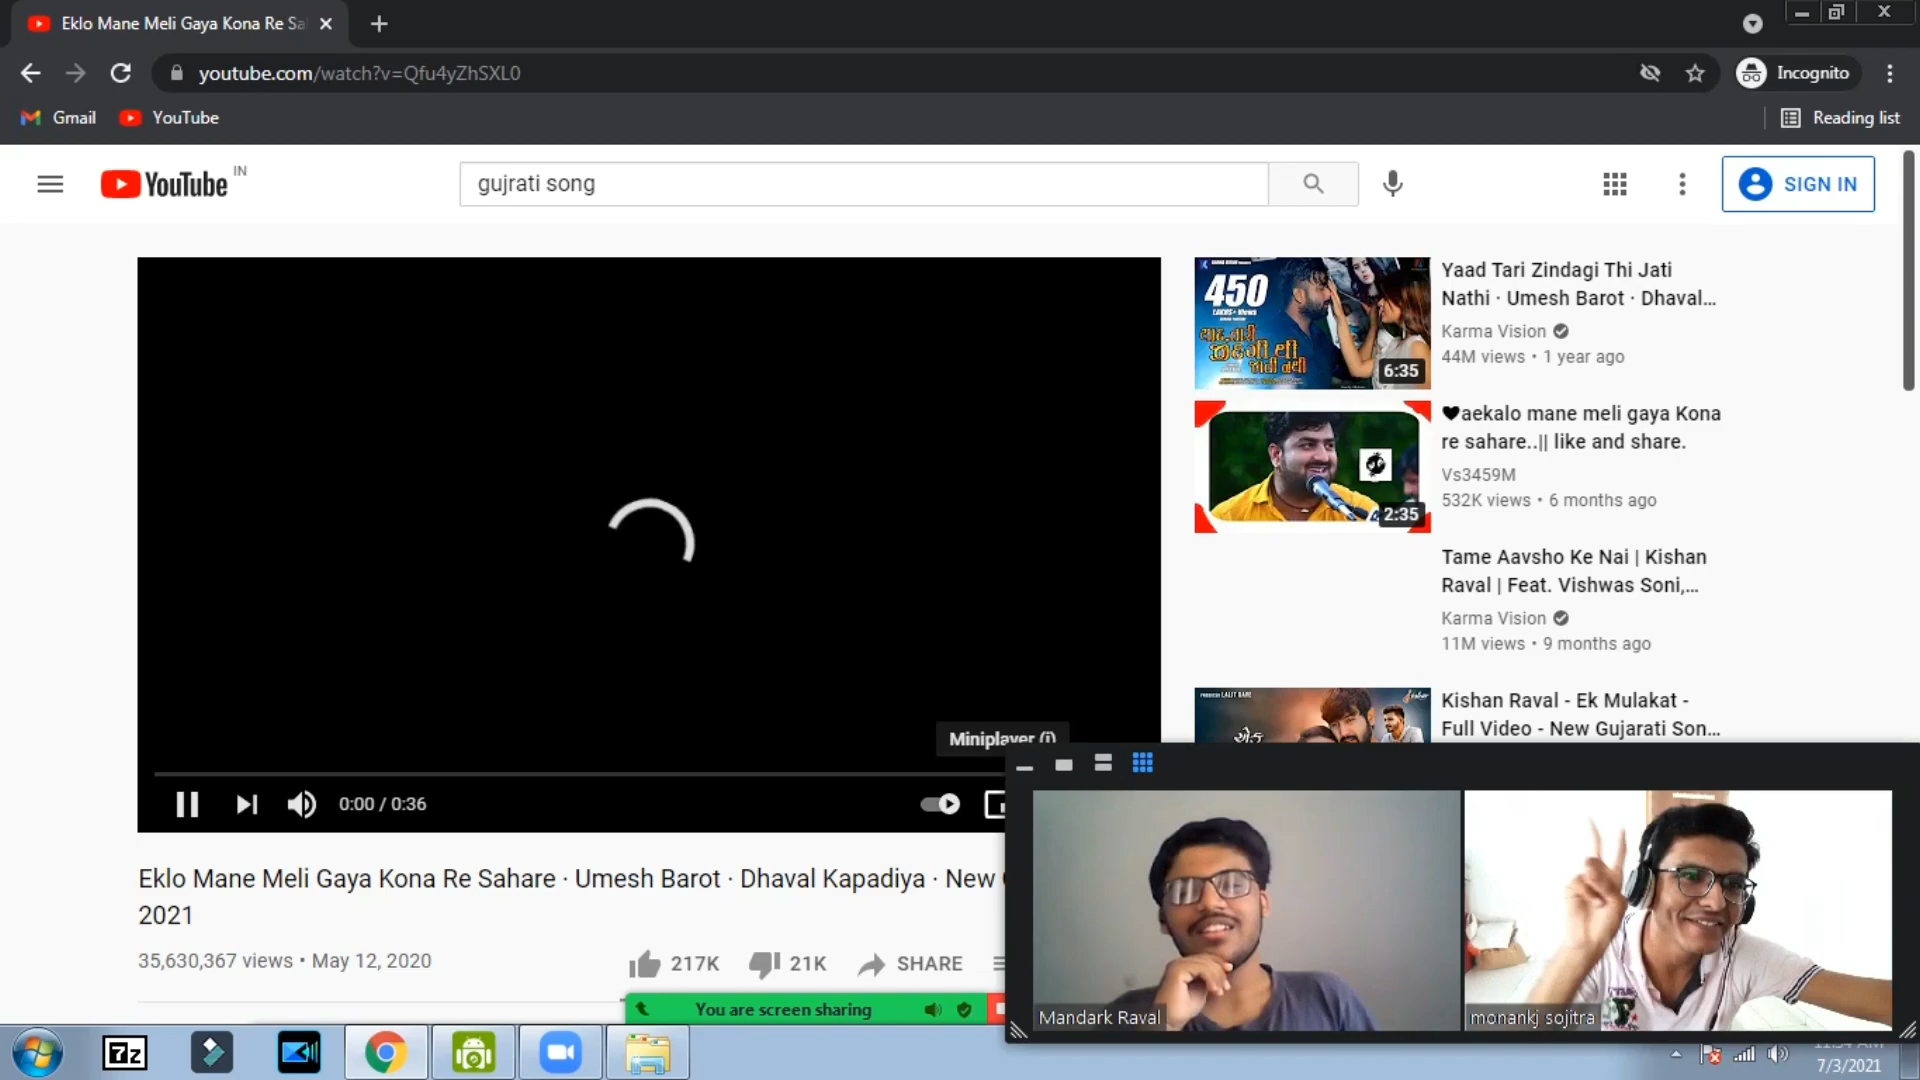 Eklo Mane Meli Gaya Kona Re Sa
youtube.com/watch?v=Qfu4yZhSXL0
Incognito
Gmail
YouTube
Reading list
YouTube IN
gujrati song
SIGN IN
450
6:35
Yaad Tari Zindagi Thi Jati
Nathi · Umesh Barot · Dhaval...
Karma Vision
44M views • 1 year ago
2:35
♥aekalo mane meli gaya Kona
re sahare..|| like and share.
Vs3459M
532K views • 6 months ago
Tame Aavsho Ke Nai | Kishan
Raval | Feat. Vishwas Soni,...
Karma Vision
11M views • 9 months ago
Kishan Raval - Ek Mulakat -
Full Video - New Gujarati Son...
એક
Miniplayer (i)
0:00 / 0:36
Eklo Mane Meli Gaya Kona Re Sahare · Umesh Barot · Dhaval Kapadiya · New
2021
35,630,367 views • May 12, 2020
217K
21K
SHARE
You are screen sharing
Mandark Raval
monankj sojitra
7z
7/3/2021